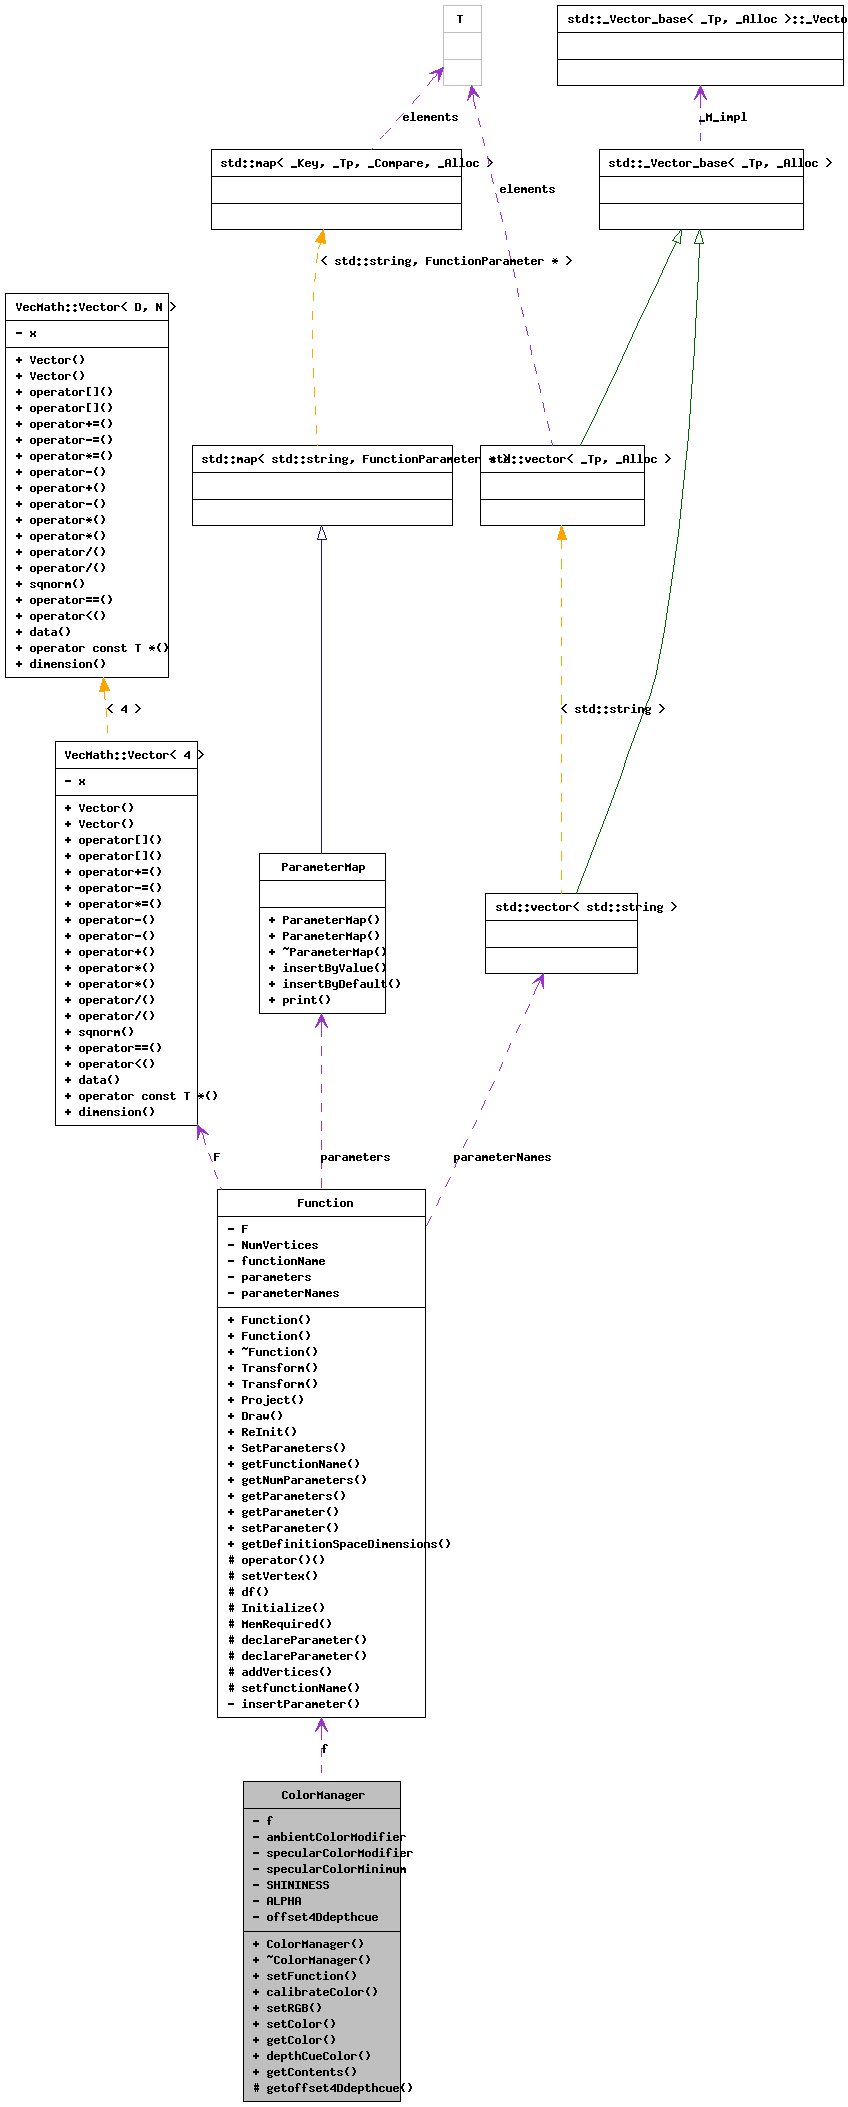 T
std::_Vector_base< _Tp, _Alloc >::_Vecto
elements
_M_impl
std::map< _Key, _Tp, _Compare, _Alloc >
std::_Vector_base< _Tp, _Alloc >
elements
< std::string, FunctionParameter * >
VecMath::Vector< D, N >
- x
+ Vector()
+ Vector()
+ operator[]()
+ operator[]()
+ operator+=()
+ operator-=()
+ operator*=()
+ operator-()
+ operator+()
+ operator-()
+ operator*()
+ operator*()
+ operator/()
+ operator/()
+ sqnorm()
+ operator==()
+ operator<()
+ data()
+ operator const T *()
+ dimension()
std::map< std::string, FunctionParameter * >
std::vector< _Tp, _Alloc >
< 4 >
< std::string >
VecMath::Vector< 4 >
- x
+ Vector()
+ Vector()
+ operator[]()
+ operator[]()
+ operator+=()
+ operator-=()
+ operator*=()
+ operator-()
+ operator-()
+ operator+()
+ operator*()
+ operator*()
+ operator/()
+ operator/()
+ sqnorm()
+ operator==()
+ operator<()
+ data()
+ operator const T *()
+ dimension()
ParameterMap
+ ParameterMap()
+ ParameterMap()
+ ~ParameterMap()
+ insertByValue()
+ insertByDefault()
+ print()
std::vector< std::string >
F
parameters
parameterNames
Function
- F
- NumVertices
- functionName
- parameters
- parameterNames
+ Function()
+ Function()
+ ~Function()
+ Transform()
+ Transform()
+ Project()
+ Draw()
+ ReInit()
+ SetParameters()
+ getFunctionName()
+ getNumParameters()
+ getParameters()
+ getParameter()
+ setParameter()
+ getDefinitionSpaceDimensions()
# operator()()
# setVertex()
# df()
# Initialize()
# MemRequired()
# declareParameter()
# declareParameter()
# addVertices()
# setfunctionName()
- insertParameter()
f
ColorManager
- f
- ambientColorModifier
- specularColorModifier
- specularColorMinimum
- SHININESS
- ALPHA
- offset4Ddepthcue
+ ColorManager()
+ ~ColorManager()
+ setFunction()
+ calibrateColor()
+ setRGB()
+ setColor()
+ getColor()
+ depthCueColor()
+ getContents()
# getoffset4Ddepthcue()